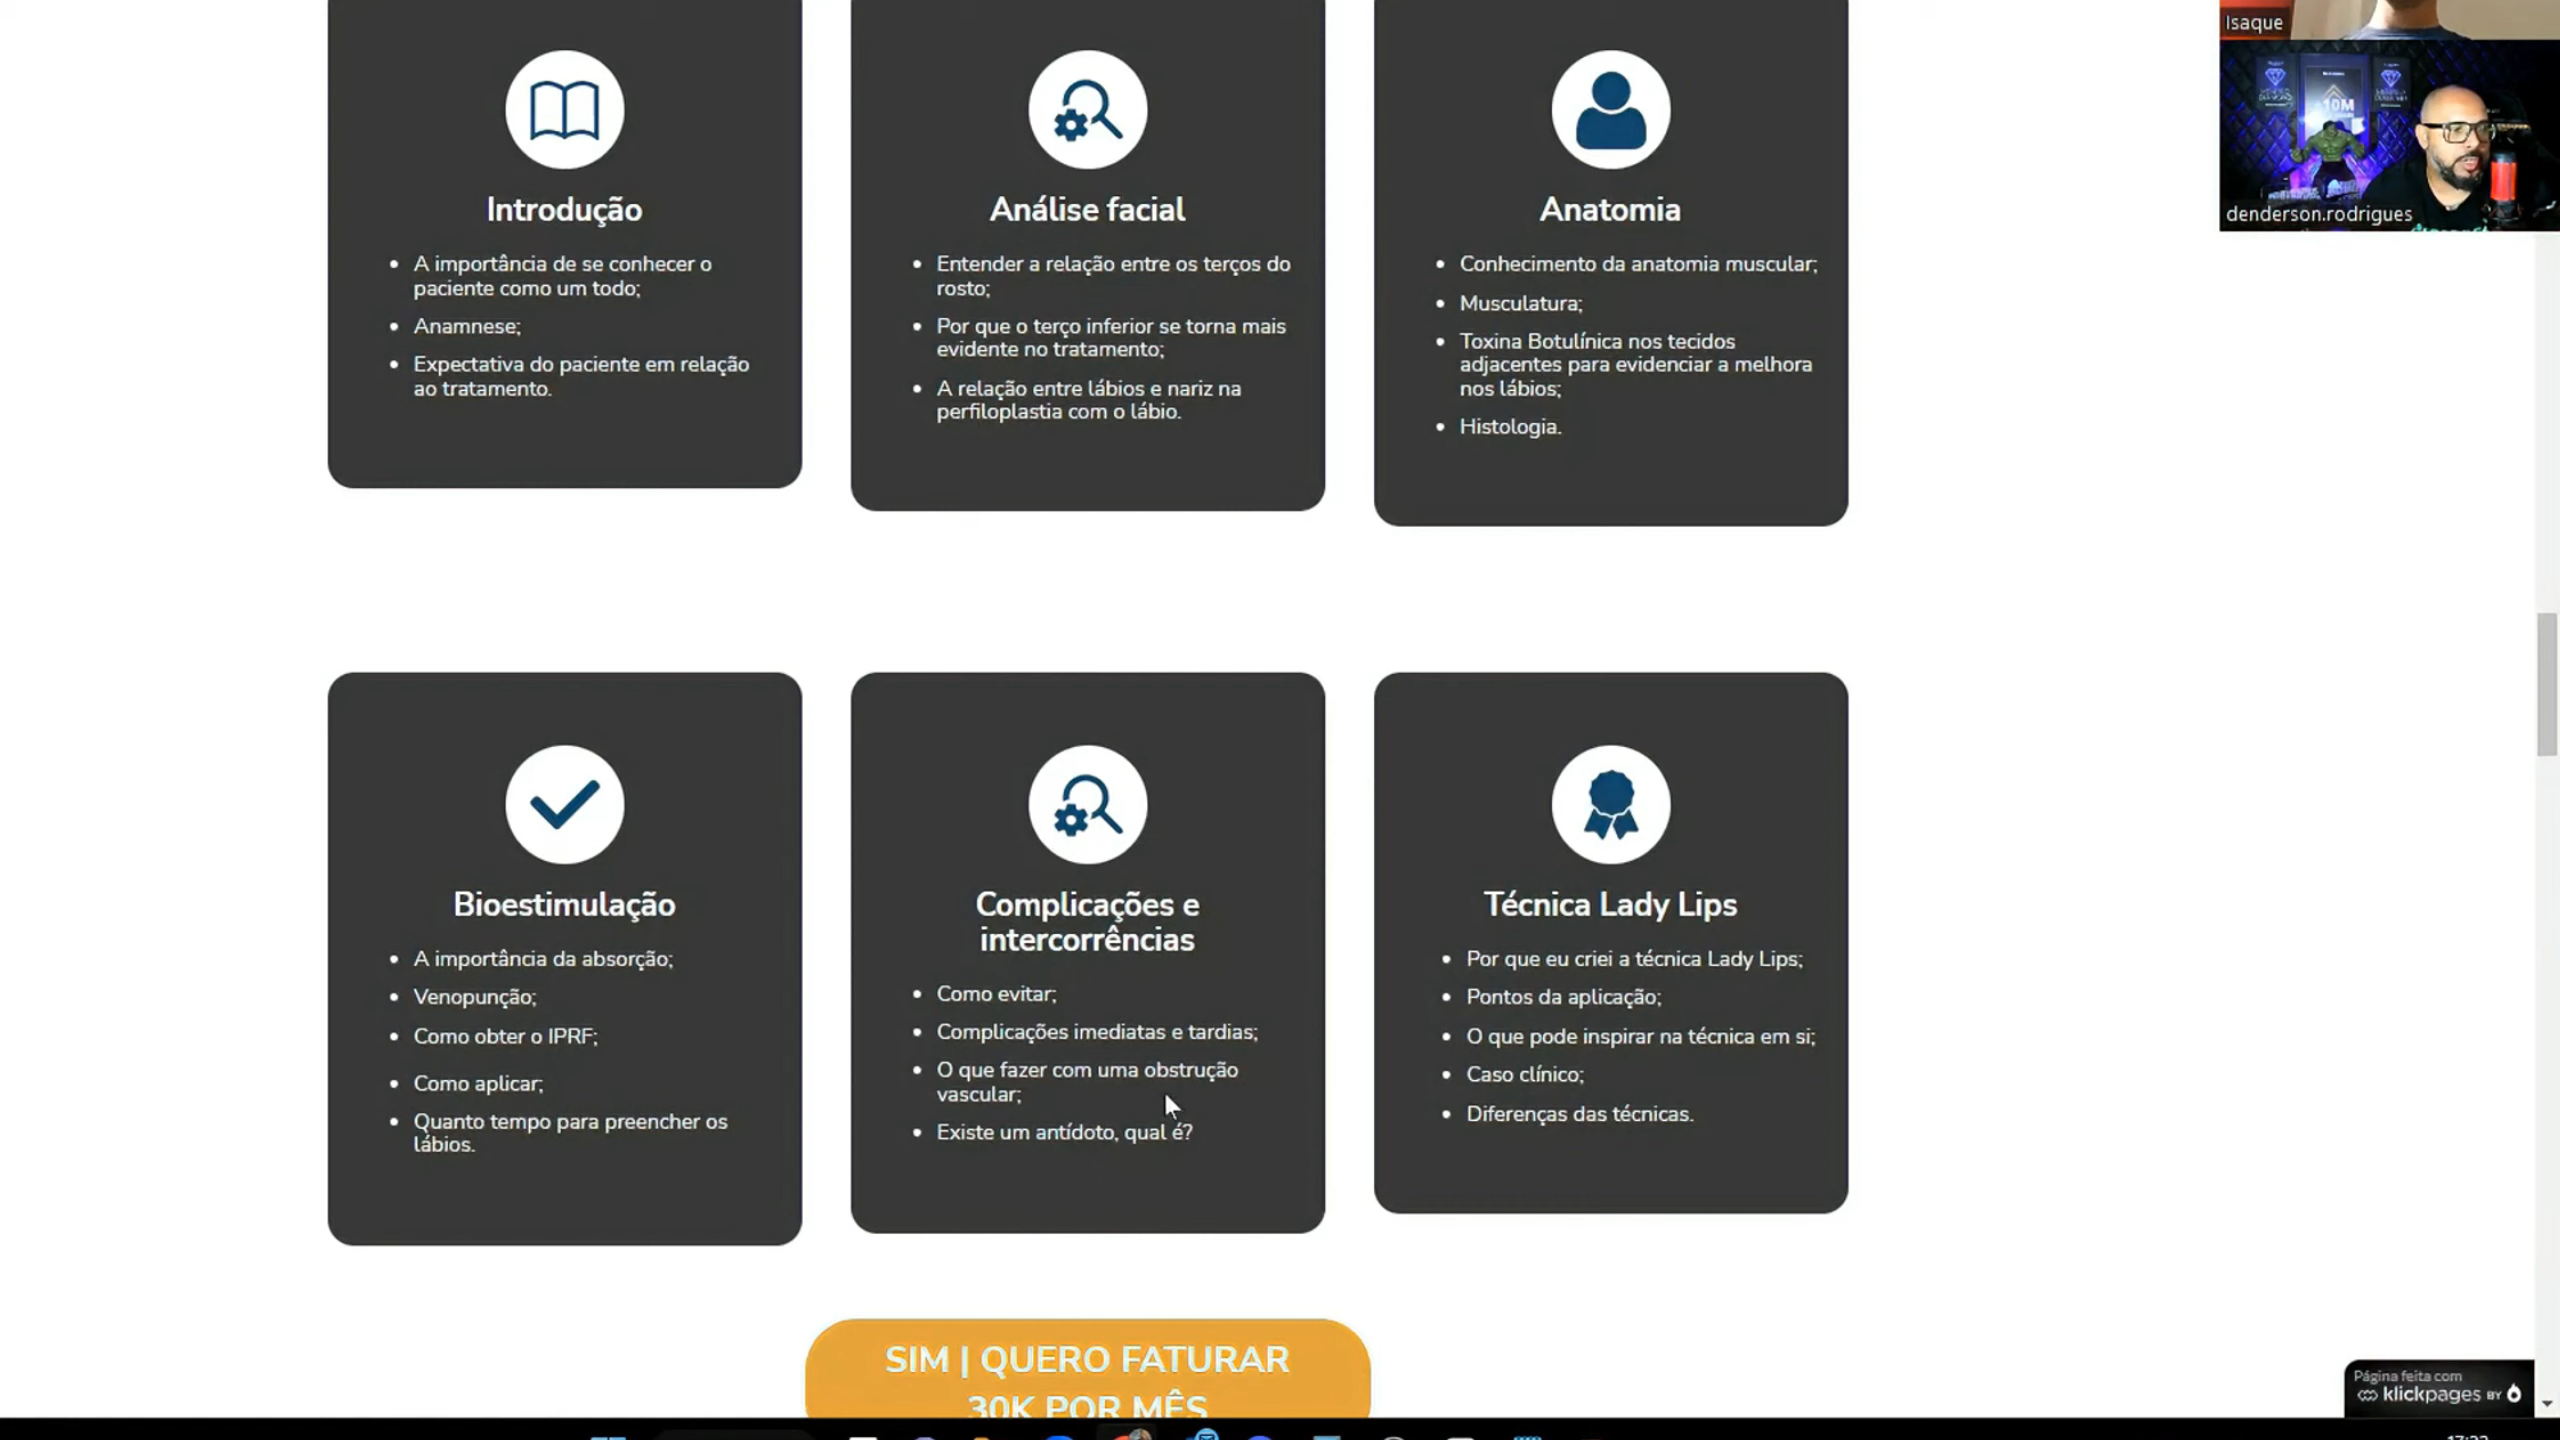 Isaque
10M
denderson.rodrigues
Introdução
A importância de se conhecer o
paciente como um todo;
Anamnese;
Expectativa do paciente em relação
ao tratamento.
Análise facial
Entender a relação entre os terços do
rosto;
Por que o terço inferior se torna mais
evidente no tratamento;
A relação entre lábios e nariz na
perfiloplastia com o lábio.
Anatomia
Conhecimento da anatomia muscular;
Musculatura;
Toxina Botulínica nos tecidos
adjacentes para evidenciar a melhora
nos lábios;
Histologia.
Bioestimulação
A importância da absorção;
Venopunção;
Como obter o IPRF;
Como aplicar;
Quanto tempo para preencher os
lábios.
Complicações e
intercorrências
Como evitar;
Complicações imediatas e tardias;
O que fazer com uma obstrução
vascular;
Existe um antídoto, qual é?
Técnica Lady Lips
Por que eu criei a técnica Lady Lips;
Pontos da aplicação;
O que pode inspirar na técnica em si;
Caso clínico;
Diferenças das técnicas.
SIM | QUERO FATURAR
30K POR MÊS
Página feita com
klickpages BY